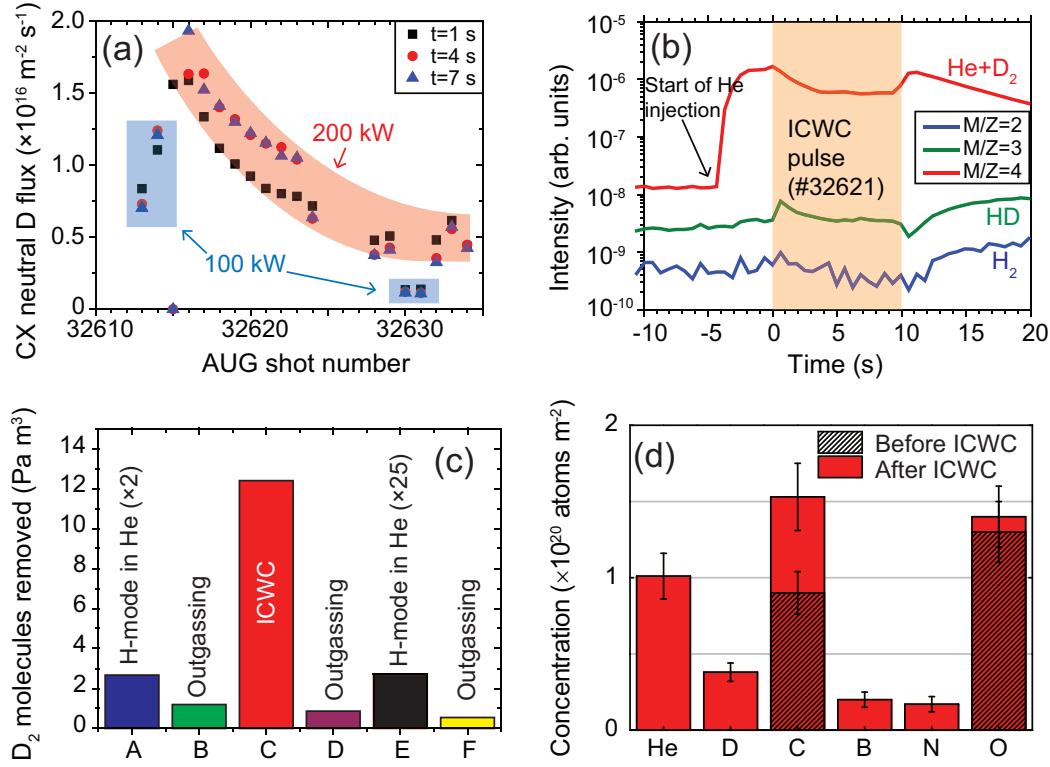 (a)
t=1 s
t=4 s
t=7 s
200 kW
100 kW
CX neutral D flux (×10¹⁶ m⁻² s⁻¹)
2.0
1.5
1.0
0.5
0
32610 32620 32630
AUG shot number
(b)
He+D₂
Start of He
injection
ICWC
pulse
(#32621)
M/Z=2
M/Z=3
M/Z=4
HD
H₂
Intensity (arb. units)
10⁻⁵
10⁻⁶
10⁻⁷
10⁻⁸
10⁻⁹
10⁻¹⁰
-10 -5 0 5 10 15 20
Time (s)
(c)
D₂ molecules removed (Pa m³)
14
12
10
8
6
4
2
0
H-mode in He (×2)
Outgassing
ICWC
Outgassing
H-mode in He (×25)
Outgassing
A B C D E F
(d)
Before ICWC
After ICWC
Concentration (×10²⁰ atoms m⁻²)
2
1
0
He D C B N O